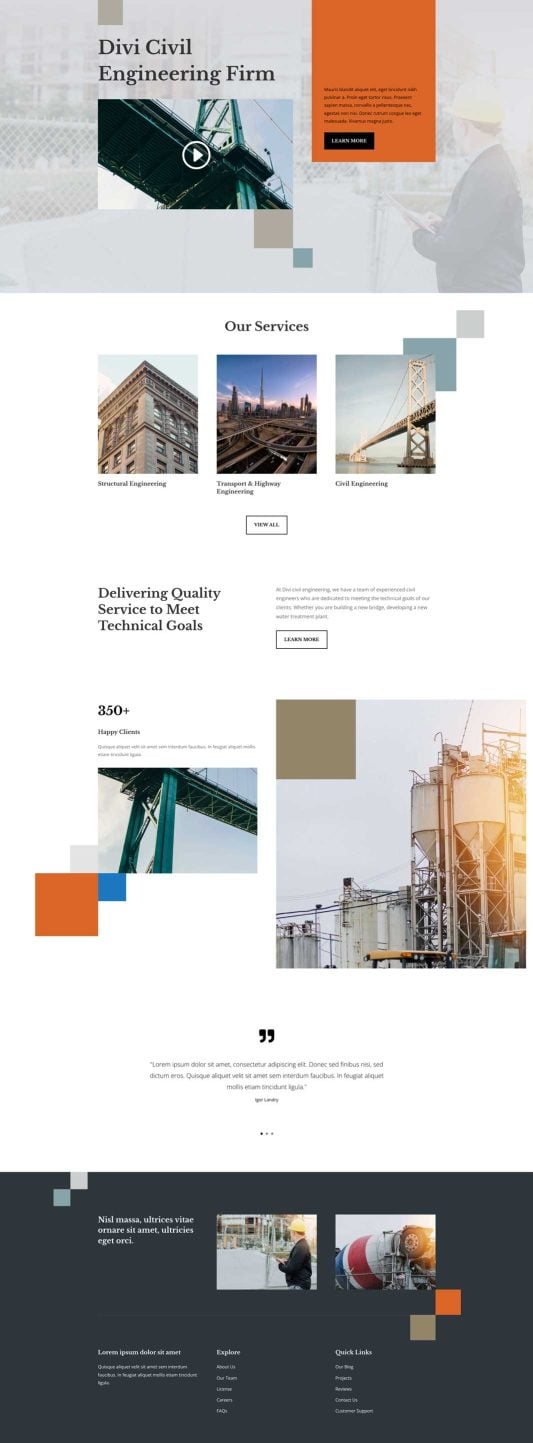 Divi Civil
Engineering Firm
Mauris blandit aliquet elit, eget tincidunt nibh
pulvinar a. Proin eget tortor risus. Praesent
sapien massa, convallis a pellentesque nec,
egestas non nisi. Donec rutrum congue leo eget
malesuada. Vivamus magna justo.
LEARN MORE
Our Services
Structural Engineering
Transport & Highway
Engineering
Civil Engineering
VIEW ALL
Delivering Quality
Service to Meet
Technical Goals
At Divi civil engineering, we have a team of experienced civil
engineers who are dedicated to meeting the technical goals of our
clients. Whether you are building a new bridge, developing a new
water treatment plant.
LEARN MORE
350+
Happy Clients
Quisque aliquet velit sit amet sem interdum faucibus. In feugiat aliquet mollis
etiam tincidunt ligula.
"Lorem ipsum dolor sit amet, consectetur adipiscing elit. Donec sed finibus nisi, sed
dictum eros. Quisque aliquet velit sit amet sem interdum faucibus. In feugiat aliquet
mollis etiam tincidunt ligula."
Igor Landry
Nisl massa, ultrices vitae
ornare sit amet, ultricies
eget orci.
Lorem ipsum dolor sit amet
Quisque aliquet velit sit amet sem interdum
faucibus. In feugiat aliquet mollis etiam tincidunt
ligula.
Explore
About Us
Our Team
License
Careers
FAQs
Quick Links
Our Blog
Projects
Reviews
Contact Us
Customer Support